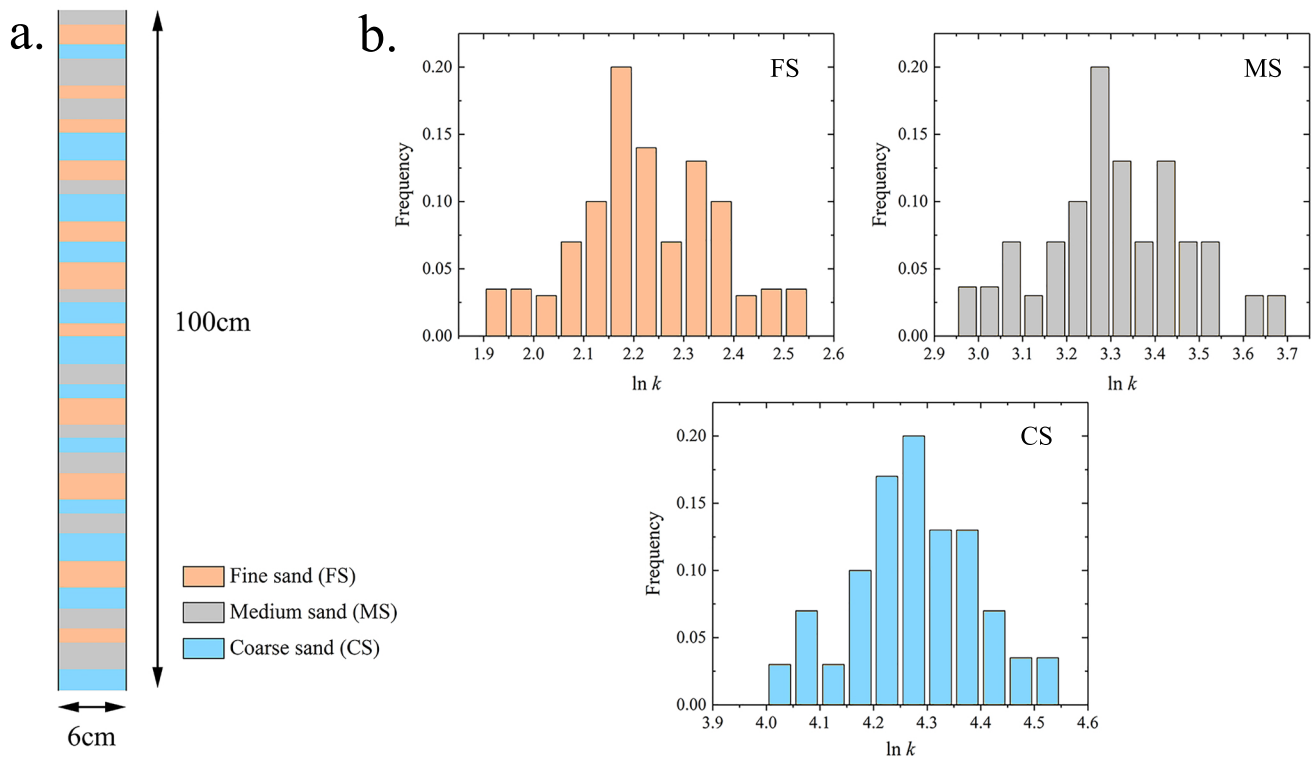 a.
100cm
Fine sand (FS)
Medium sand (MS)
Coarse sand (CS)
6cm
b.
FS
Frequency
0.20
0.15
0.10
0.05
0.00
1.9 2.0 2.1 2.2 2.3 2.4 2.5 2.6
ln k
MS
Frequency
0.20
0.15
0.10
0.05
0.00
2.9 3.0 3.1 3.2 3.3 3.4 3.5 3.6 3.7
ln k
CS
Frequency
0.20
0.15
0.10
0.05
0.00
3.9 4.0 4.1 4.2 4.3 4.4 4.5 4.6
ln k